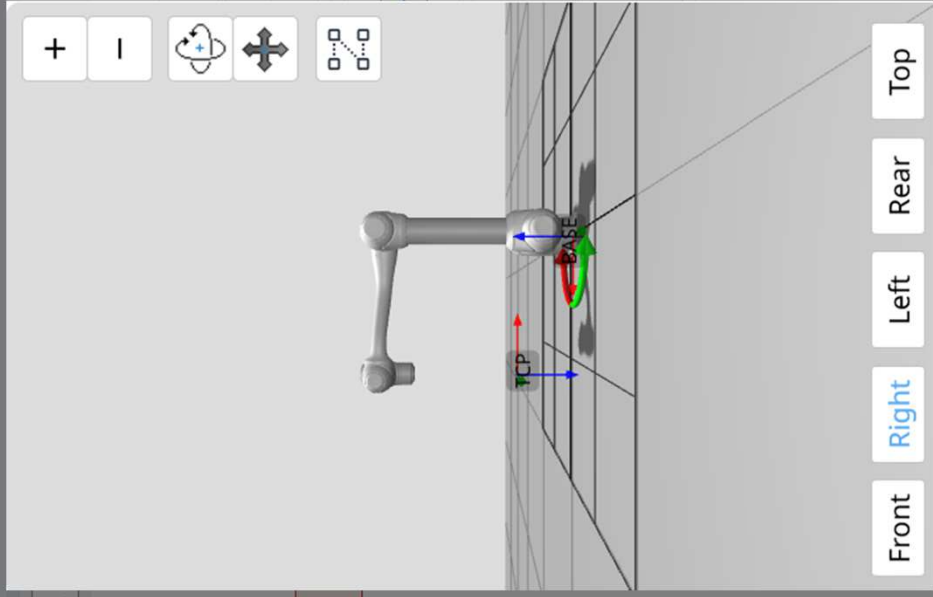 Top
Rear
Left
Right
Front
BASE
TCP